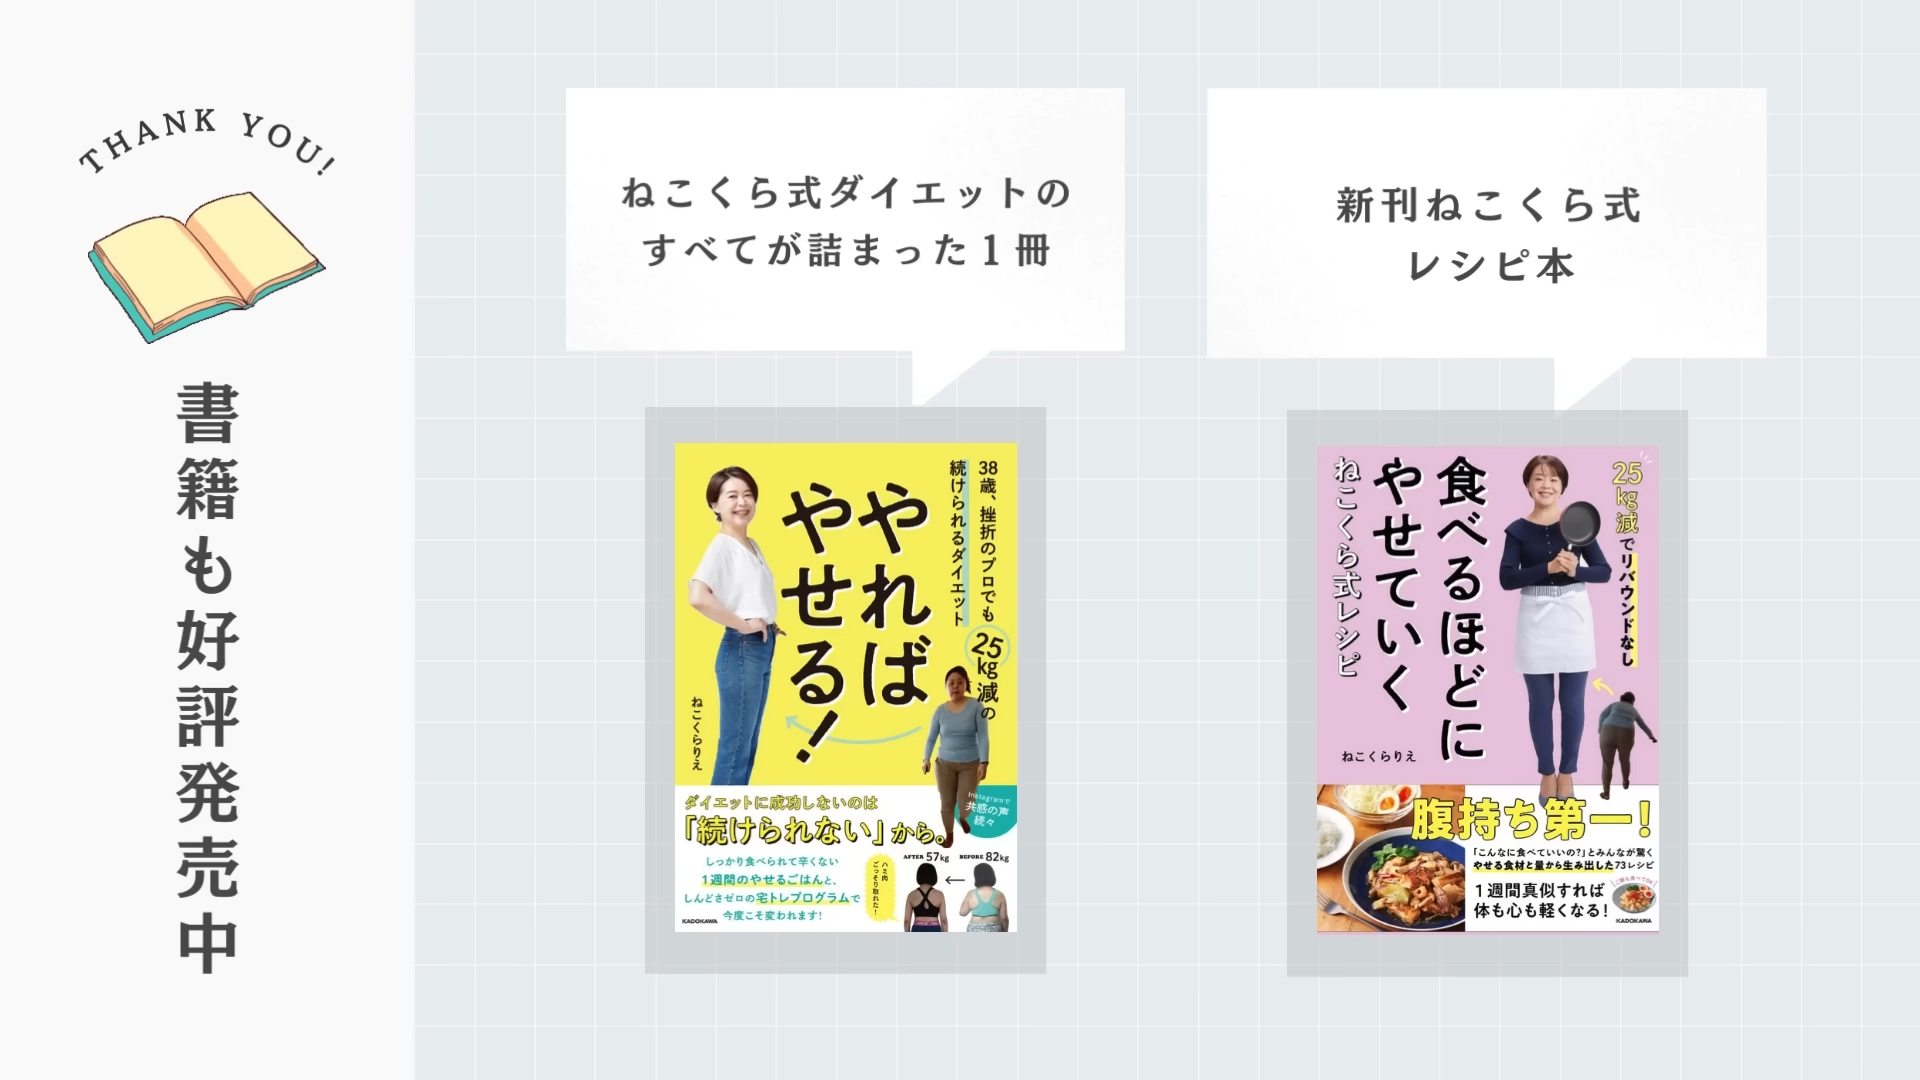 THANK YOU!
書籍も好評発売中
ねこくら式ダイエットの
すべてが詰まった1冊
38歳、挫折のプロでも
25kg減の
続けられるダイエット
やれば
やせる!
ねこくらりえ
ダイエットに成功しないのは
「続けられない」から。
Instagramで
共感の声
続々
しっかり食べられて辛くない
1週間のやせるごはんと、
しんどさゼロの宅トレプログラムで
今度こそ変われます!
ハミ肉
ごっそり取れた!
AFTER 57kg
BEFORE 82kg
KADOKAWA
新刊ねこくら式
レシピ本
25kg減でリバウンドなし
食べるほどに
やせていく
ねこくら式レシピ
ねこくらりえ
腹持ち第一!
「こんなに食べていいの?」とみんなが驚く
やせる食材と量から生み出した73レシピ
1週間真似すれば
体も心も軽くなる!
KADOKAWA